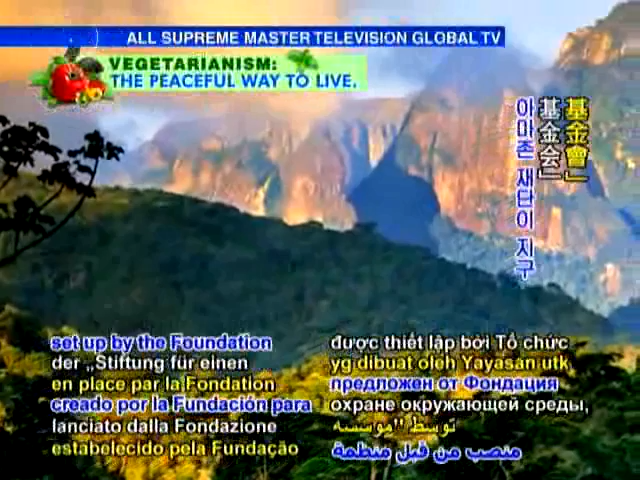 ALL SUPREME MASTER TELEVISION GLOBAL TV
VEGETARIANISM:
THE PEACEFUL WAY TO LIVE.
基金會」
基金会」
아마존 재단이 지구
set up by the Foundation
der „Stiftung für einen
en place par la Fondation
creado por la Fundación para
lanciato dalla Fondazione
estabelecido pela Fundação
được thiết lập bởi Tổ chức
yg dibuat oleh Yayasan utk
предложен от Фондация
охране окружающей среды,
توسط "موسسه
منصب من قبل منظمة